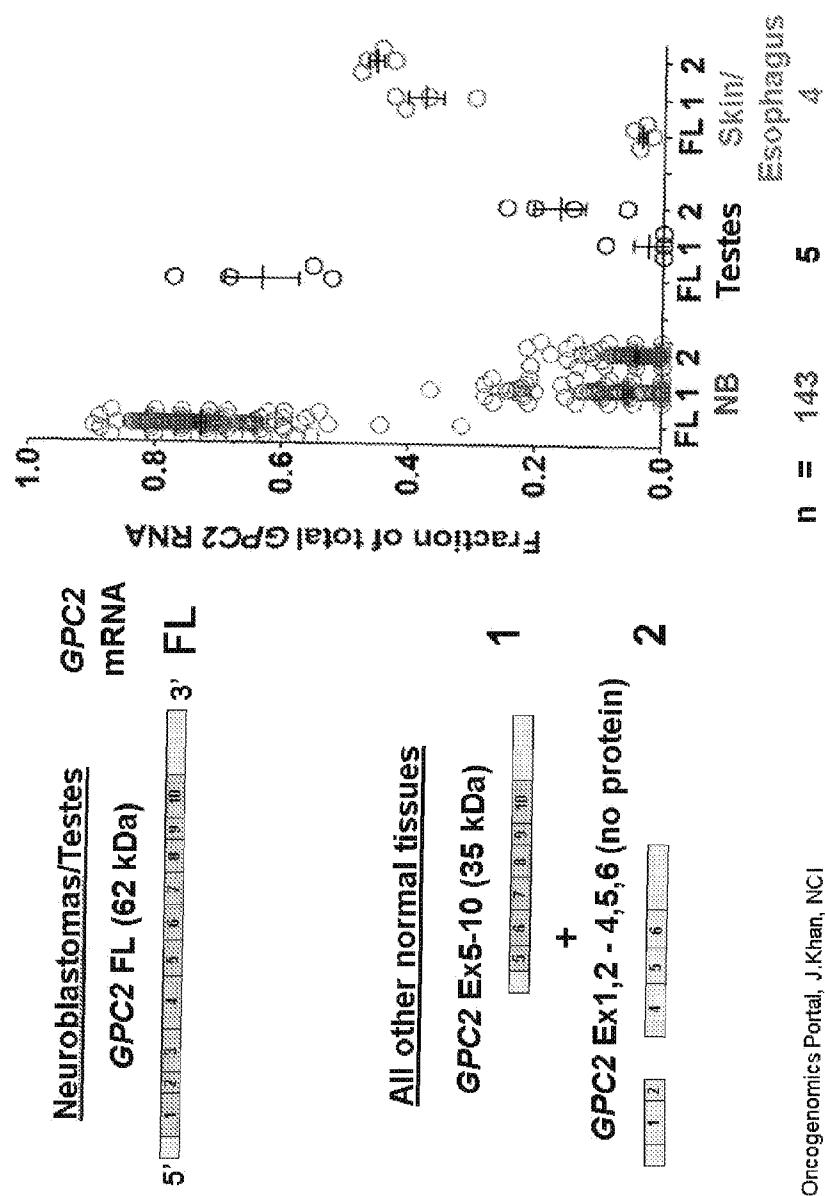 Neuroblastomas/Testes
GPC2
mRNA
GPC2 FL (62 kDa)
5'
1 2 3 4 5 6 7 8 9 10
3'
FL
All other normal tissues
GPC2 Ex5-10 (35 kDa)
5 6 7 8 9 10
1
+
GPC2 Ex1,2 - 4,5,6 (no protein)
1 2
4 5 6
2
Oncogenomics Portal, J.Khan, NCI
Fraction of total GPC2 RNA
1.0
0.8
0.6
0.4
0.2
0.0
FL 1 2
FL 1 2
FL 1 2
NB
Testes
Skin/
Esophagus
n = 143 5 4